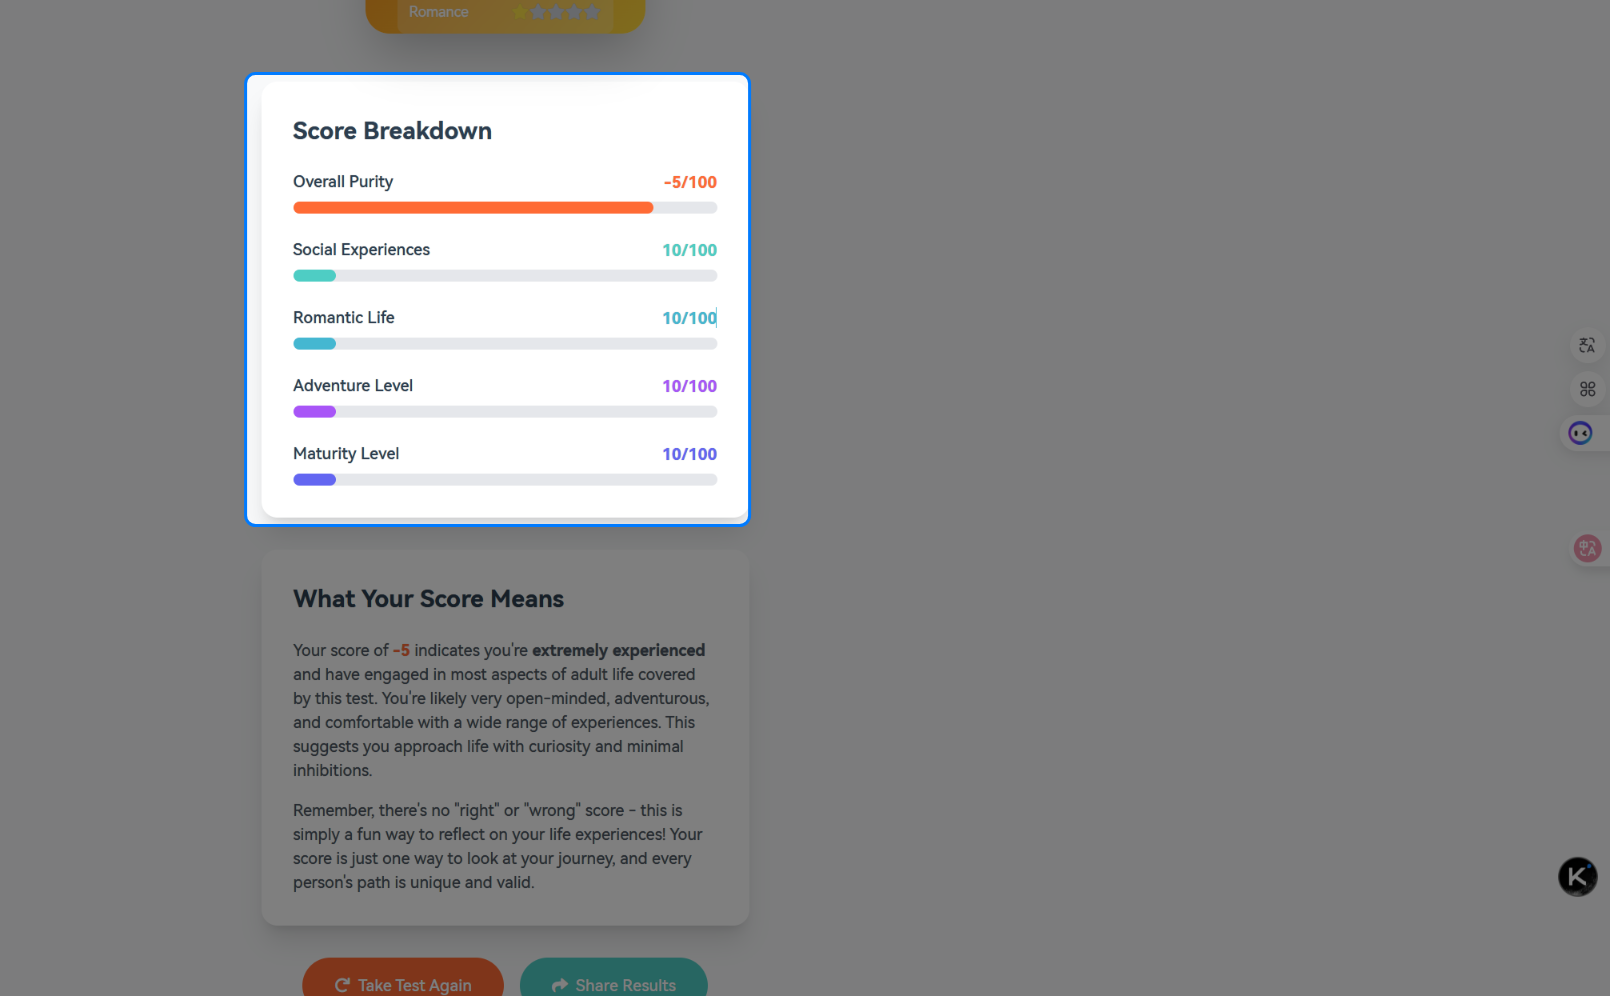 Romance
Score Breakdown
Overall Purity
-5/100
Social Experiences
10/100
Romantic Life
10/100
Adventure Level
10/100
Maturity Level
10/100
What Your Score Means
Your score of -5 indicates you're extremely experienced
and have engaged in most aspects of adult life covered
by this test. You're likely very open-minded, adventurous,
and comfortable with a wide range of experiences. This
suggests you approach life with curiosity and minimal
inhibitions.
Remember, there's no "right" or "wrong" score - this is
simply a fun way to reflect on your life experiences! Your
score is just one way to look at your journey, and every
person's path is unique and valid.
Take Test Again
Share Results
文A
中A
K